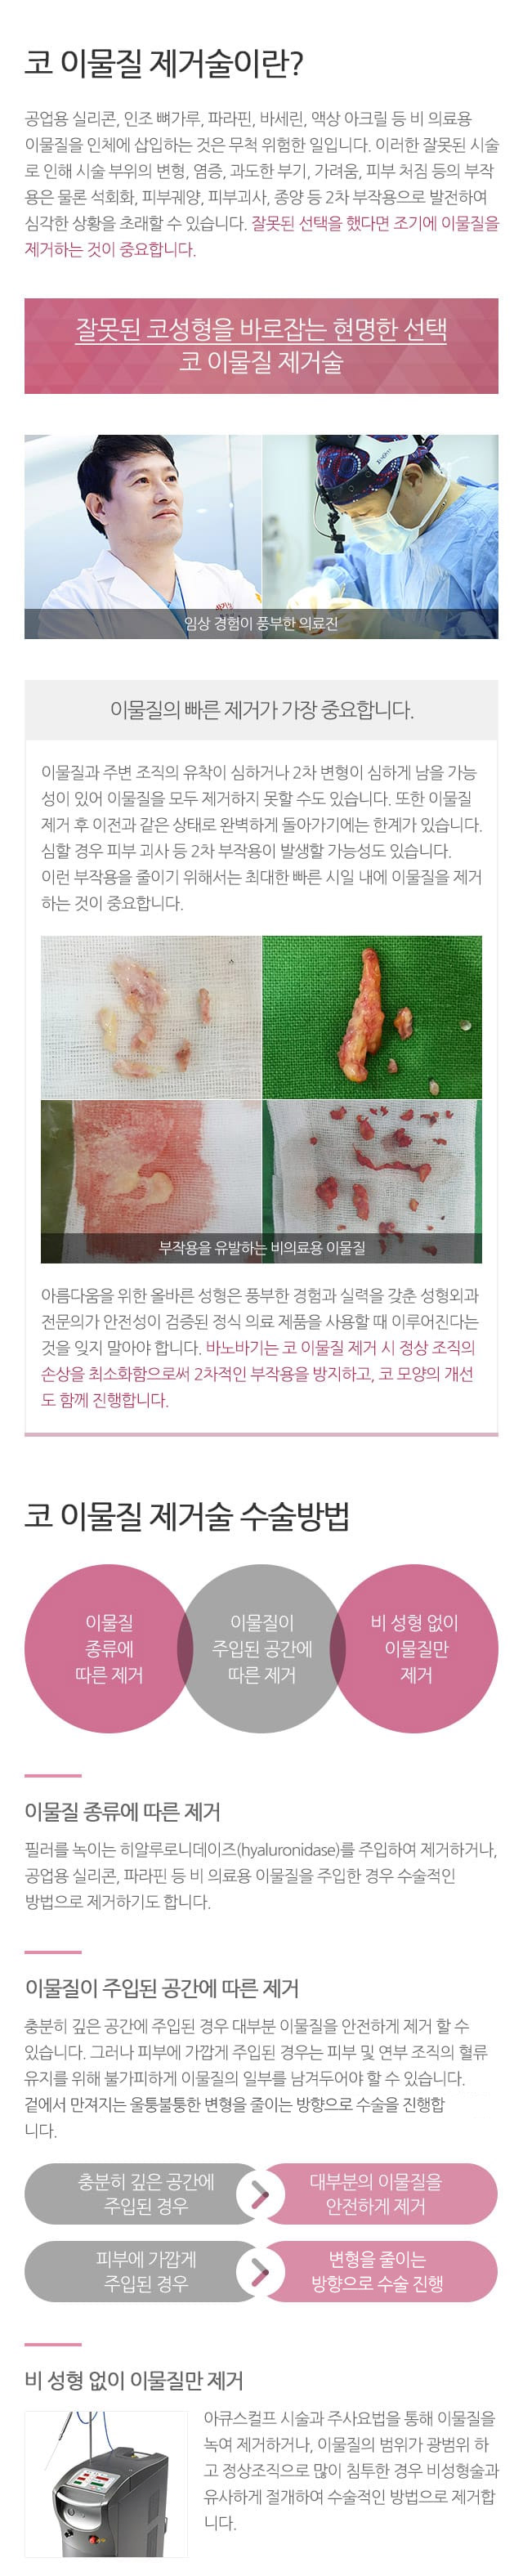 코 이물질 제거술이란?
공업용 실리콘, 인조 뼈가루, 파라핀, 바세린, 액상 아크릴 등 비 의료용
이물질을 인체에 삽입하는 것은 무척 위험한 일입니다. 이러한 잘못된 시술
로 인해 시술 부위의 변형, 염증, 과도한 부기, 가려움, 피부 처짐 등의 부작
용은 물론 석회화, 피부궤양, 피부괴사, 종양 등 2차 부작용으로 발전하여
심각한 상황을 초래할 수 있습니다. 잘못된 선택을 했다면 조기에 이물질을
제거하는 것이 중요합니다.
잘못된 코성형을 바로잡는 현명한 선택
코 이물질 제거술
임상 경험이 풍부한 의료진
이물질의 빠른 제거가 가장 중요합니다.
이물질과 주변 조직의 유착이 심하거나 2차 변형이 심하게 남을 가능
성이 있어 이물질을 모두 제거하지 못할 수도 있습니다. 또한 이물질
제거 후 이전과 같은 상태로 완벽하게 돌아가기에는 한계가 있습니다.
심할 경우 피부 괴사 등 2차 부작용이 발생할 가능성도 있습니다.
이런 부작용을 줄이기 위해서는 최대한 빠른 시일 내에 이물질을 제거
하는 것이 중요합니다.
부작용을 유발하는 비의료용 이물질
아름다움을 위한 올바른 성형은 풍부한 경험과 실력을 갖춘 성형외과
전문의가 안전성이 검증된 정식 의료 제품을 사용할 때 이루어진다는
것을 잊지 말아야 합니다. 바노바기는 코 이물질 제거 시 정상 조직의
손상을 최소화함으로써 2차적인 부작용을 방지하고, 코 모양의 개선
도 함께 진행합니다.
코 이물질 제거술 수술방법
이물질
종류에
따른 제거
이물질이
주입된 공간에
따른 제거
비 성형 없이
이물질만
제거
이물질 종류에 따른 제거
필러를 녹이는 히알루로니데이즈(hyaluronidase)를 주입하여 제거하거나,
공업용 실리콘, 파라핀 등 비 의료용 이물질을 주입한 경우 수술적인
방법으로 제거하기도 합니다.
이물질이 주입된 공간에 따른 제거
충분히 깊은 공간에 주입된 경우 대부분 이물질을 안전하게 제거 할 수
있습니다. 그러나 피부에 가깝게 주입된 경우는 피부 및 연부 조직의 혈류
유지를 위해 불가피하게 이물질의 일부를 남겨두어야 할 수 있습니다.
겉에서 만져지는 울퉁불퉁한 변형을 줄이는 방향으로 수술을 진행합
니다.
충분히 깊은 공간에
주입된 경우
대부분의 이물질을
안전하게 제거
피부에 가깝게
주입된 경우
변형을 줄이는
방향으로 수술 진행
비 성형 없이 이물질만 제거
아큐스컬프 시술과 주사요법을 통해 이물질을
녹여 제거하거나, 이물질의 범위가 광범위 하
고 정상조직으로 많이 침투한 경우 비성형술과
유사하게 절개하여 수술적인 방법으로 제거합
니다.